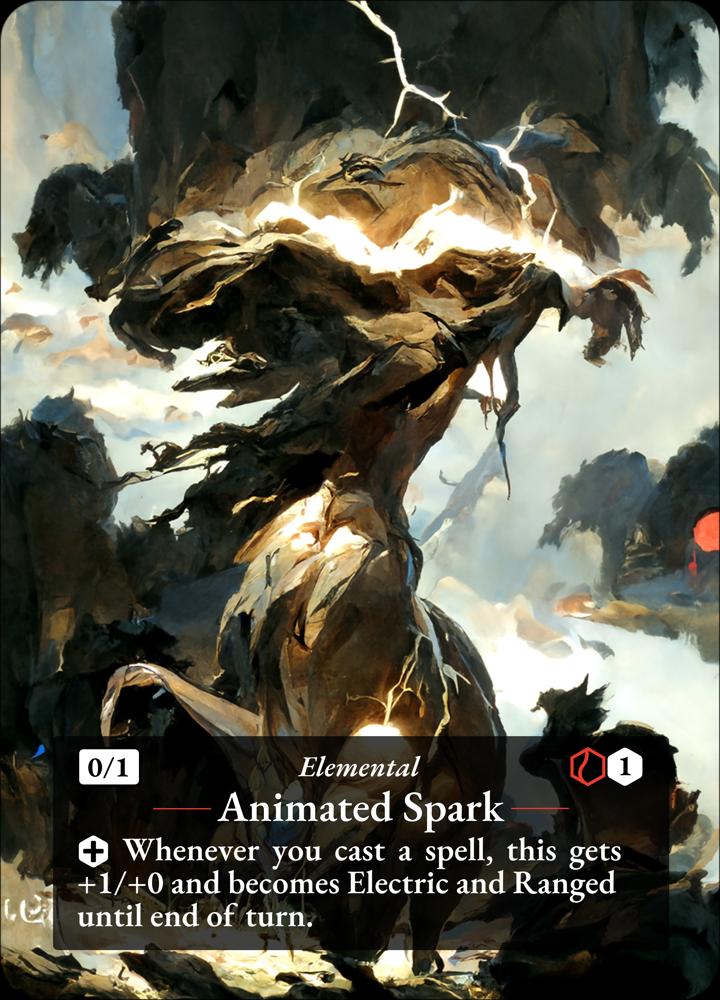 0/1 Elemental 1
Animated Spark
Whenever you cast a spell, this gets
+1/+0 and becomes Electric and Ranged
until end of turn.